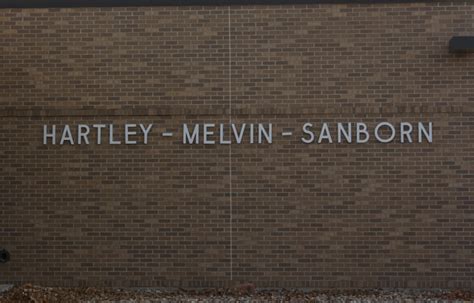 HARTLEY - MELVIN - SANBORN